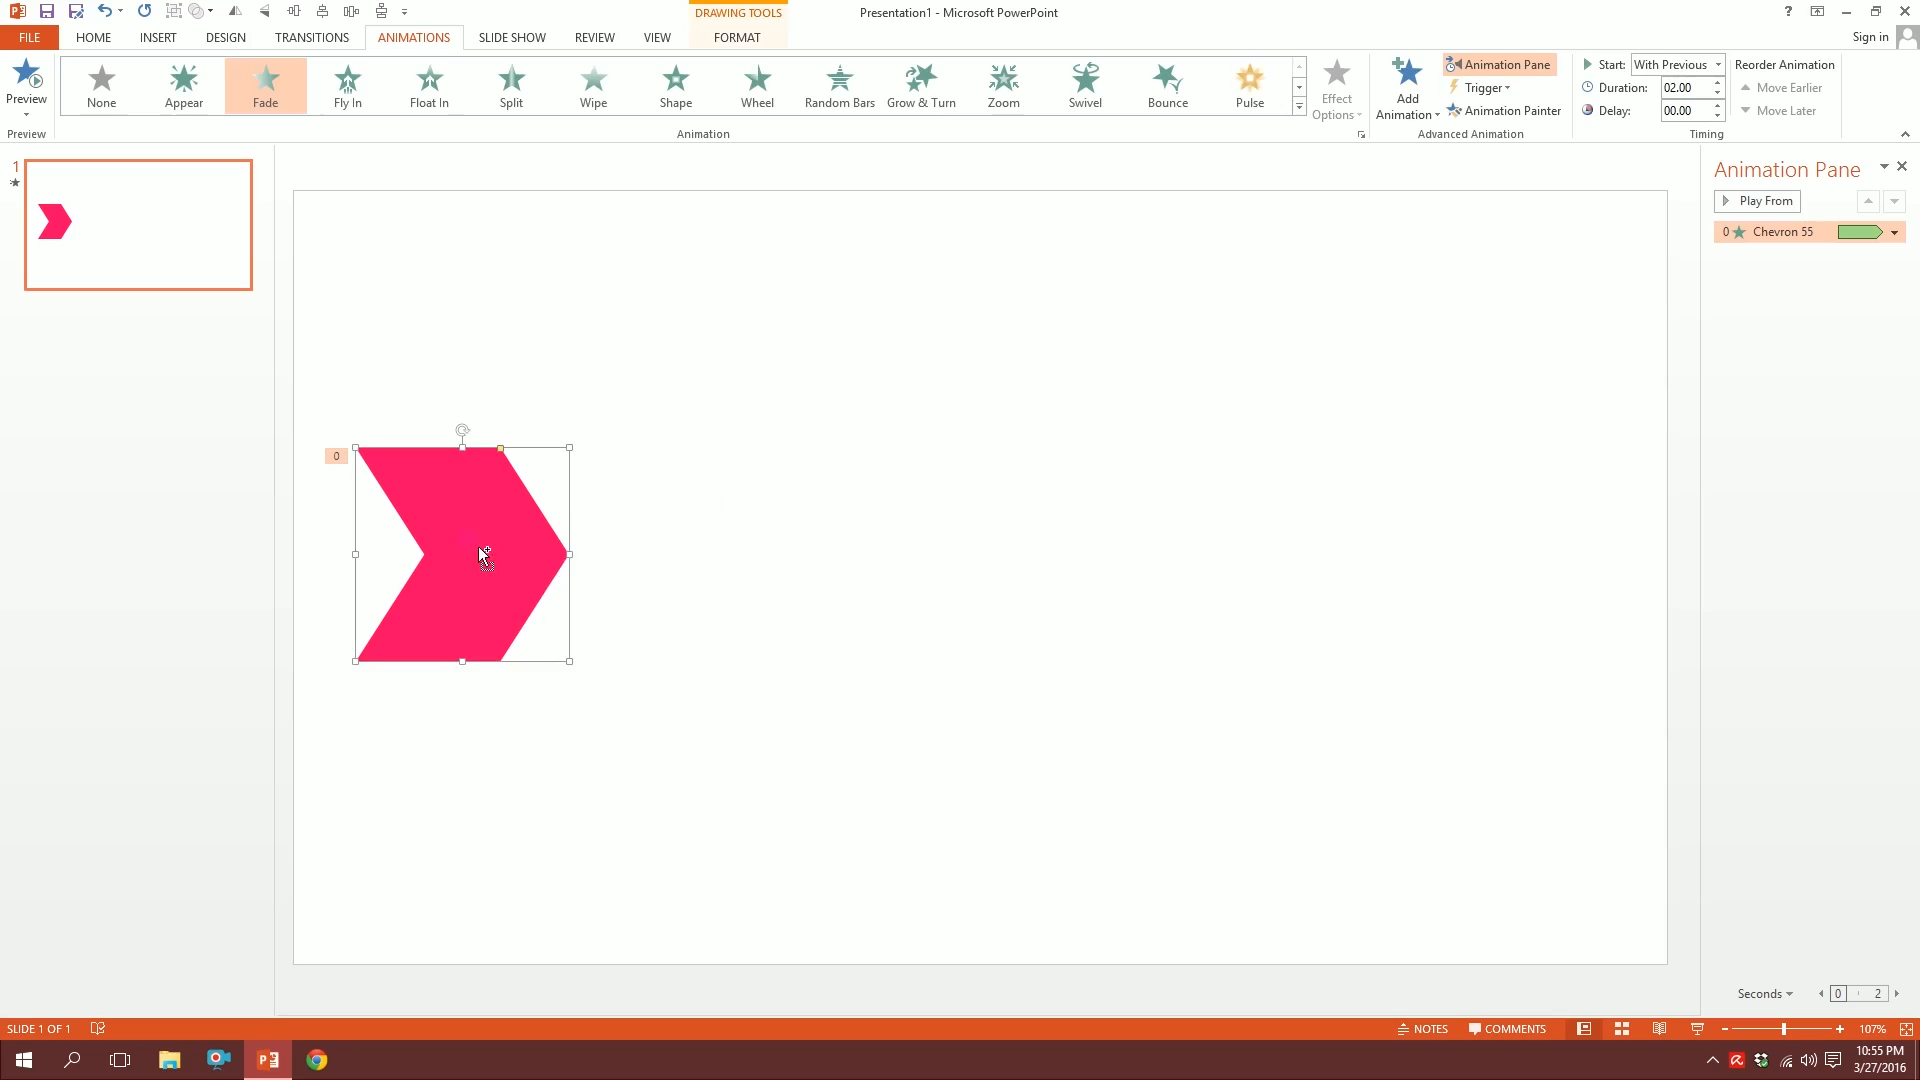 DRAWING TOOLS
Presentation1 - Microsoft PowerPoint
?
FILE HOME INSERT DESIGN TRANSITIONS ANIMATIONS SLIDE SHOW REVIEW VIEW FORMAT
Sign in
Preview
Preview
None
Appear
Fade
Fly In
Float In
Split
Wipe
Shape
Wheel
Random Bars
Grow & Turn
Zoom
Swivel
Bounce
Pulse
Animation
Effect
Options
Add
Animation
Animation Pane
Trigger
Animation Painter
Advanced Animation
Start: With Previous
Duration: 02.00
Delay: 00.00
Reorder Animation
Move Earlier
Move Later
Timing
1
0
Animation Pane
Play From
0 Chevron 55
Seconds
0 2
SLIDE 1 OF 1
NOTES
COMMENTS
107%
10:55 PM
3/27/2016